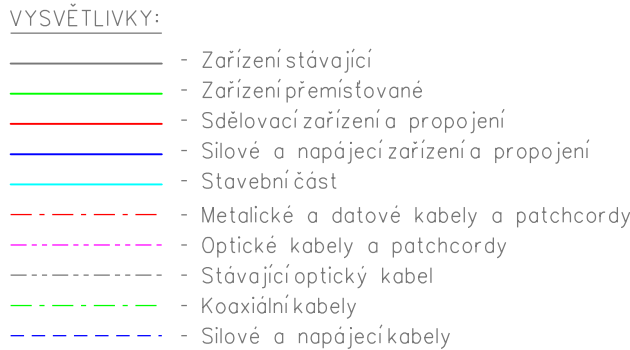 VYSVĚTLIVKY:
- Zařízení stávající
- Zařízení přemísťované
- Sdělovací zařízení a propojení
- Silové a napájecí zařízení a propojení
- Stavební část
- Metalické a datové kabely a patchcordy
- Optické kabely a patchcordy
- Stávající optický kabel
- Koaxiální kabely
- Silové a napájecí kabely